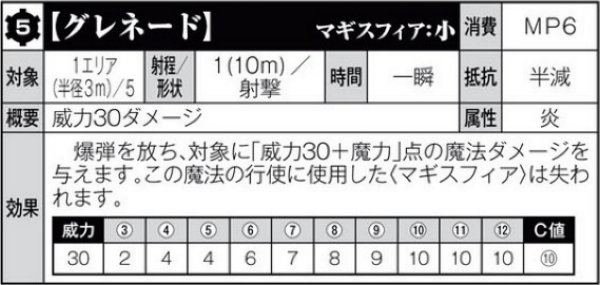 5 【グレネード】 マギスフィア:小 消費 MP6
対象 1エリア(半径3m)/5 射程/形状 1(10m)/射撃 時間 一瞬 抵抗 半減
概要 威力30ダメージ 属性 炎
効果 爆弾を放ち、対象に「威力30+魔力」点の魔法ダメージを
与えます。この魔法の行使に使用した〈マギスフィア〉は失わ
れます。
威力 ③ ④ ⑤ ⑥ ⑦ ⑧ ⑨ ⑩ ⑪ ⑫ C値
30 2 4 4 6 7 8 9 10 10 10 ⑩